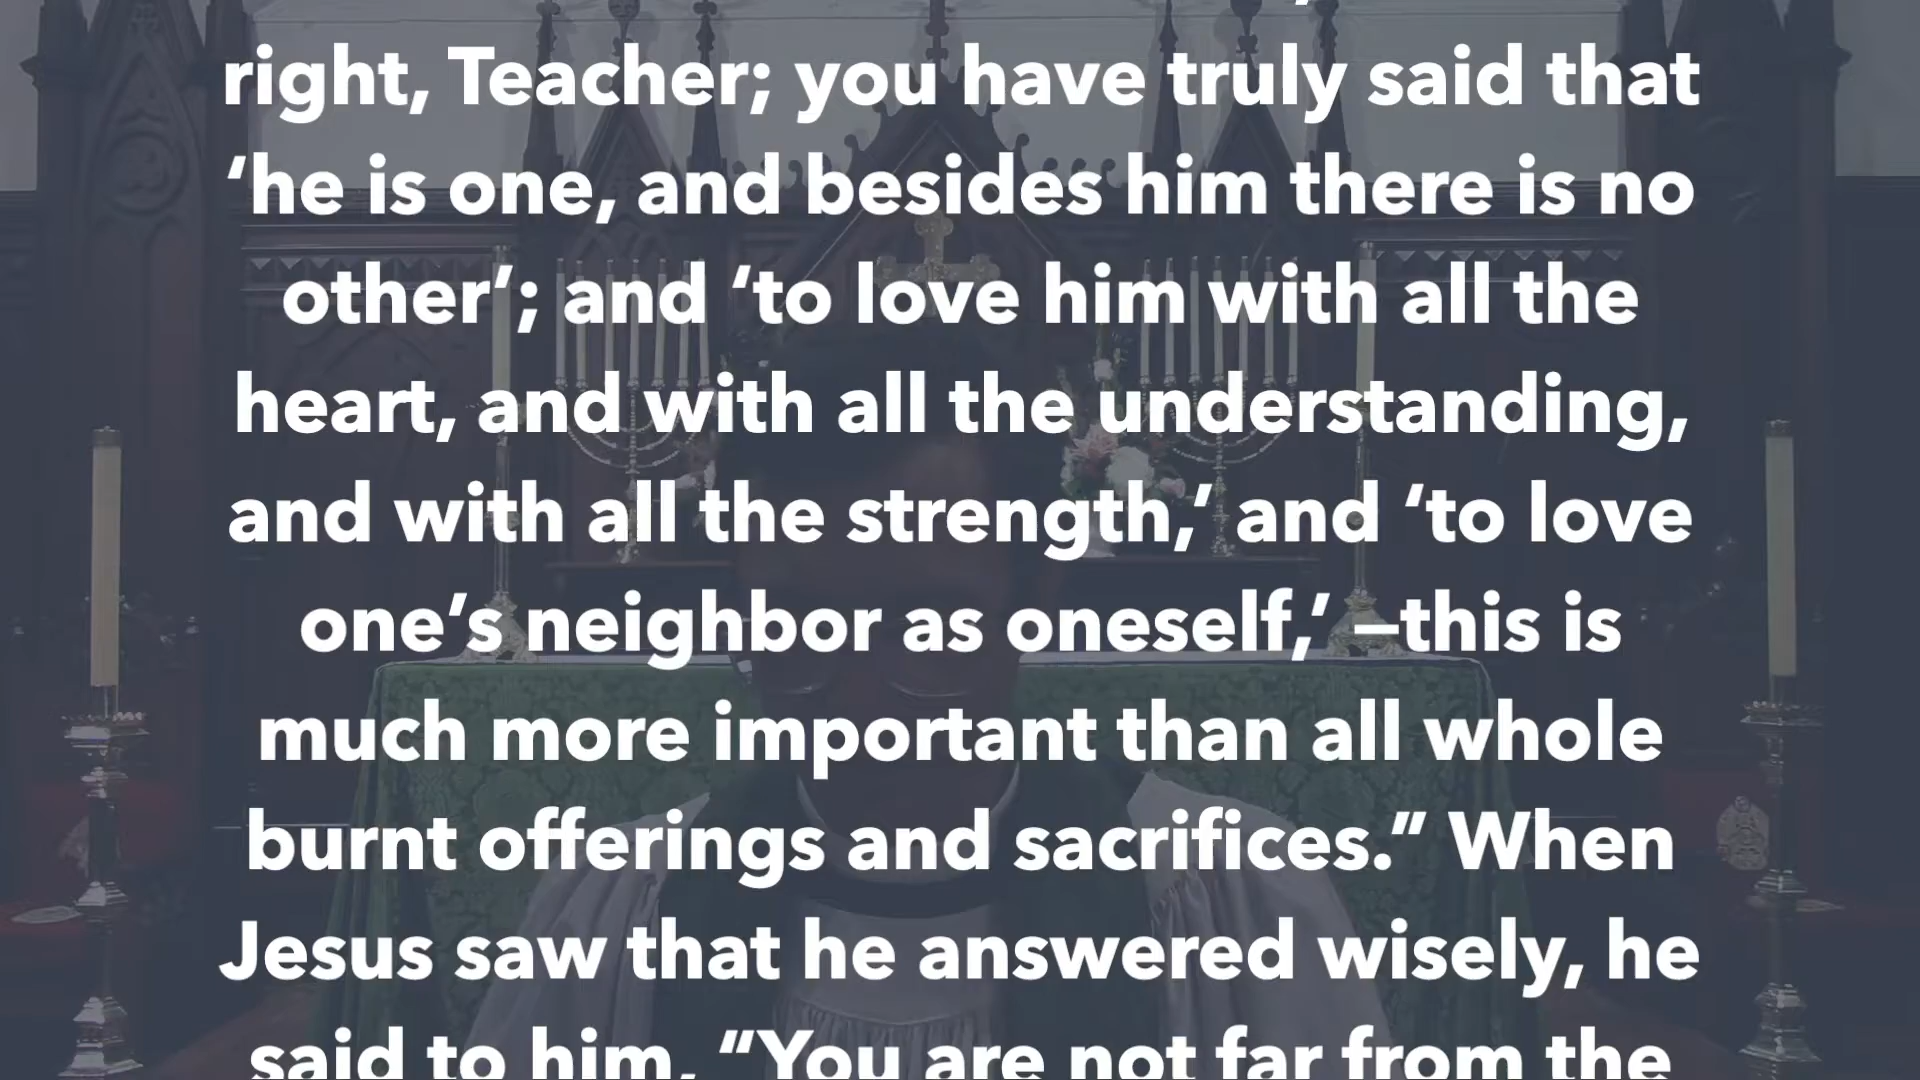 right, Teacher; you have truly said that
‘he is one, and besides him there is no
other’; and ‘to love him with all the
heart, and with all the understanding,
and with all the strength,’ and ‘to love
one’s neighbor as oneself,’ —this is
much more important than all whole
burnt offerings and sacrifices.” When
Jesus saw that he answered wisely, he
said to him, “You are not far from the